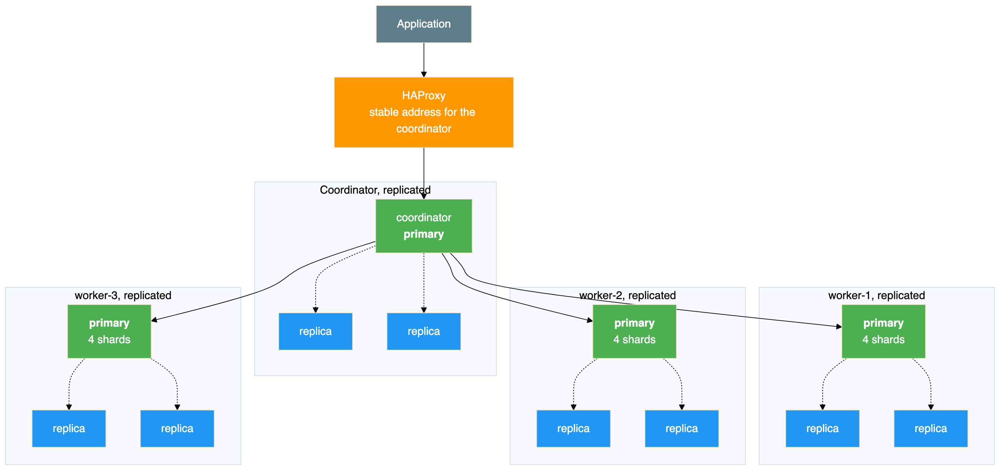 Application
HAProxy
stable address for the
coordinator
Coordinator, replicated
coordinator
primary
replica
replica
worker-3, replicated
primary
4 shards
replica
replica
worker-2, replicated
primary
4 shards
replica
replica
worker-1, replicated
primary
4 shards
replica
replica